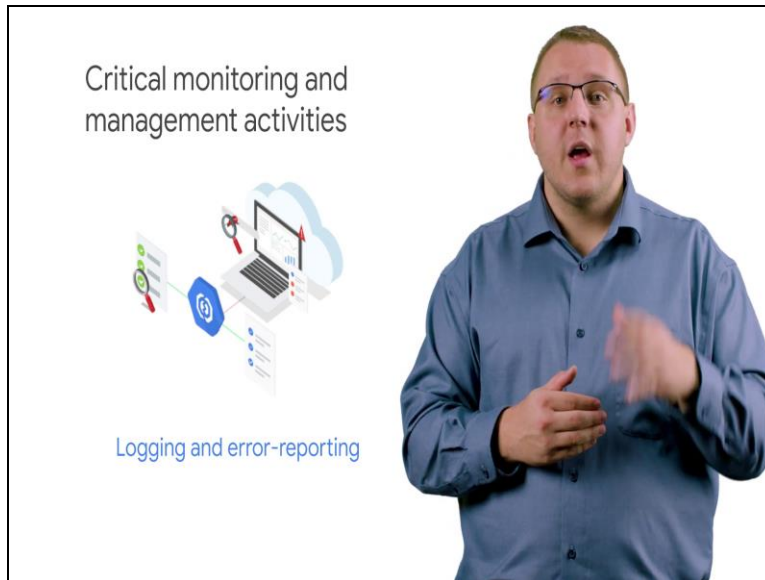 Critical monitoring and
management activities
Logging and error-reporting